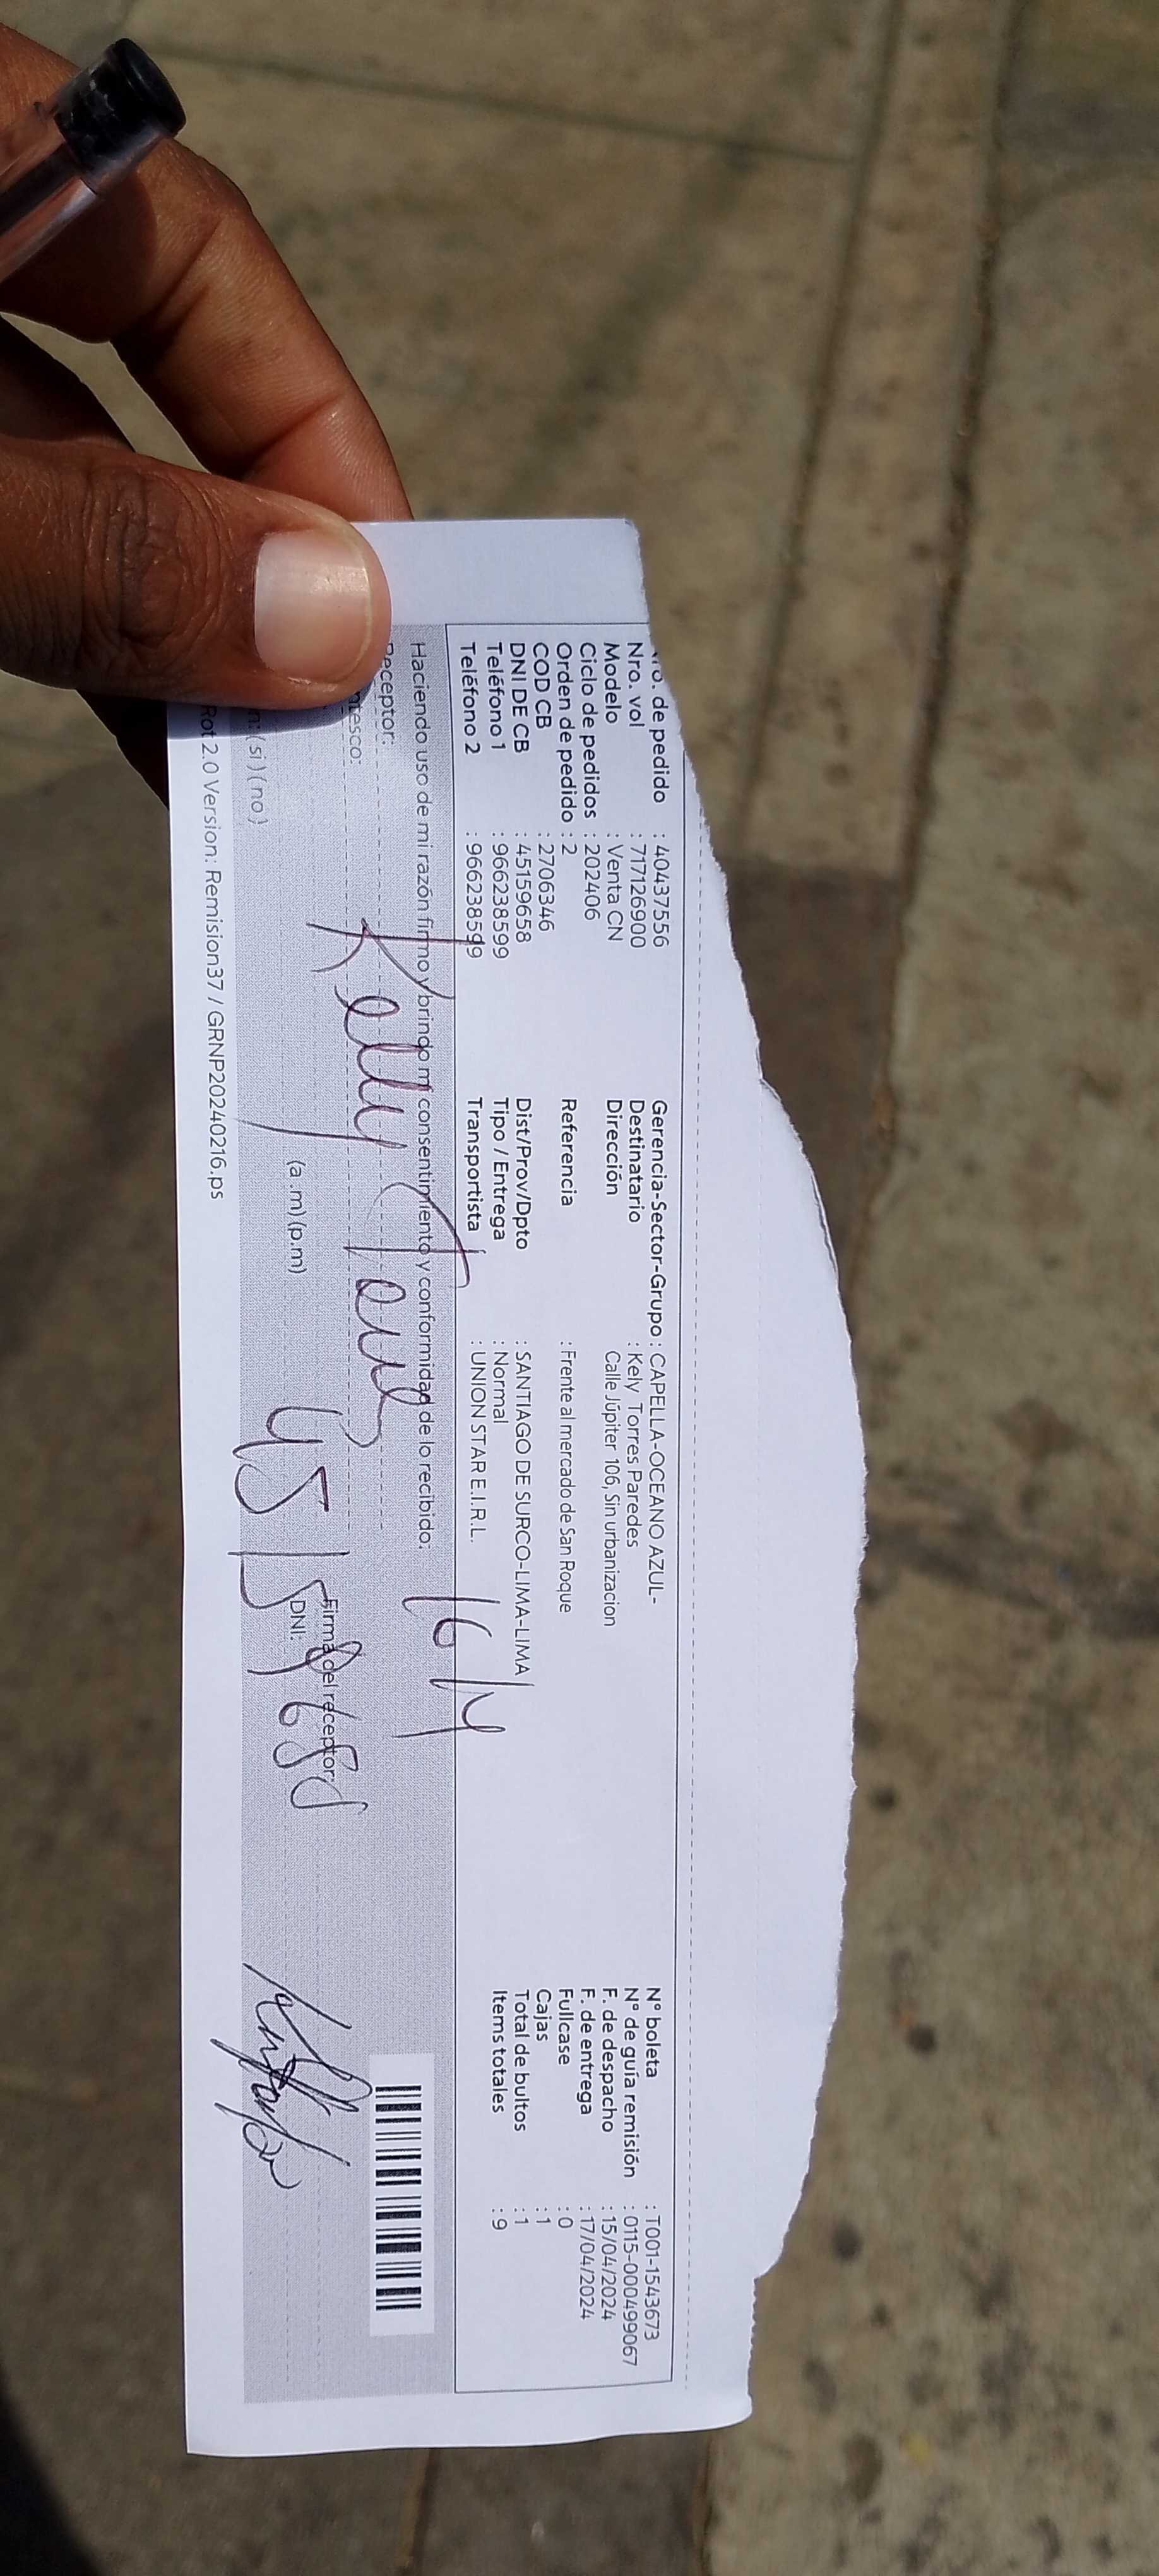 Nro. de pedido : 40437556
Nro. vol : 717126900
Modelo : Venta CN
Ciclo de pedidos : 202406
Orden de pedido : 2
COD CB : 2706346
DNI DE CB : 45159658
Teléfono 1 : 966238599
Teléfono 2 : 966238599
Gerencia-Sector-Grupo : CAPELLA-OCEANO AZUL-
Destinatario : Kely Torres Paredes
Dirección Calle Júpiter 106, Sin urbanizacion
Referencia : Frente al mercado de San Roque
Dist/Prov/Dpto : SANTIAGO DE SURCO-LIMA-LIMA
Tipo / Entrega : Normal
Transportista : UNION STAR E.I.R.L.
N° boleta : T001-1543673
N° de guía remisión : 0115-000499067
F. de despacho : 15/04/2024
F. de entrega : 17/04/2024
Fullcase : 0
Cajas : 1
Total de bultos : 1
Items totales : 9
Haciendo uso de mi razón firmo y brindo mi consentimiento y conformidad de lo recibido:
16/4
Receptor:
Kelly Torres
ntesco:
Firma del receptor:
45159658
n: (si) (no) (a.m) (p.m) DNI:
Rot 2.0 Version: Remision37 / GRNP20240216.ps